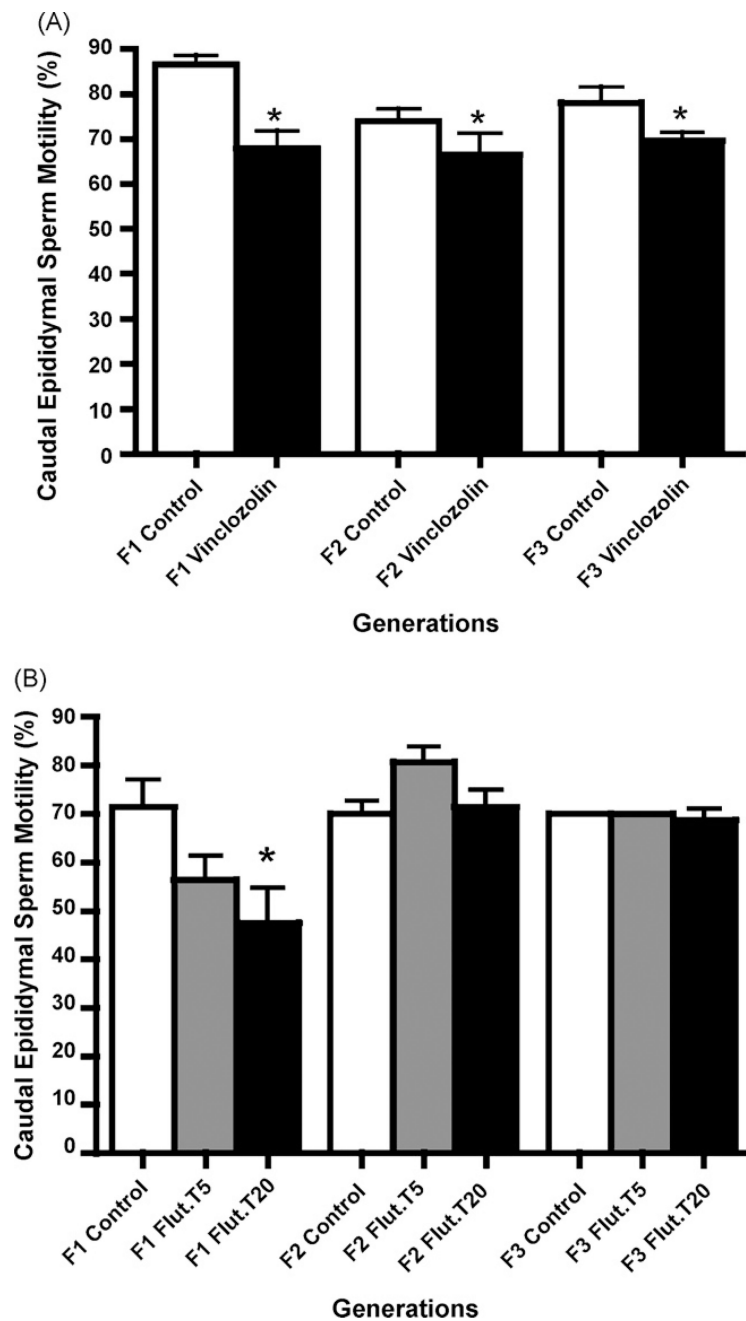 (A)
Caudal Epididymal Sperm Motility (%)
90
80
70
60
50
40
30
20
10
0
*
*
*
F1 Control
F1 Vinclozolin
F2 Control
F2 Vinclozolin
F3 Control
F3 Vinclozolin
Generations
(B)
Caudal Epididymal Sperm Motility (%)
90
80
70
60
50
40
30
20
10
0
*
F1 Control
F1 Flut.T5
F1 Flut.T20
F2 Control
F2 Flut.T5
F2 Flut.T20
F3 Control
F3 Flut.T5
F3 Flut.T20
Generations